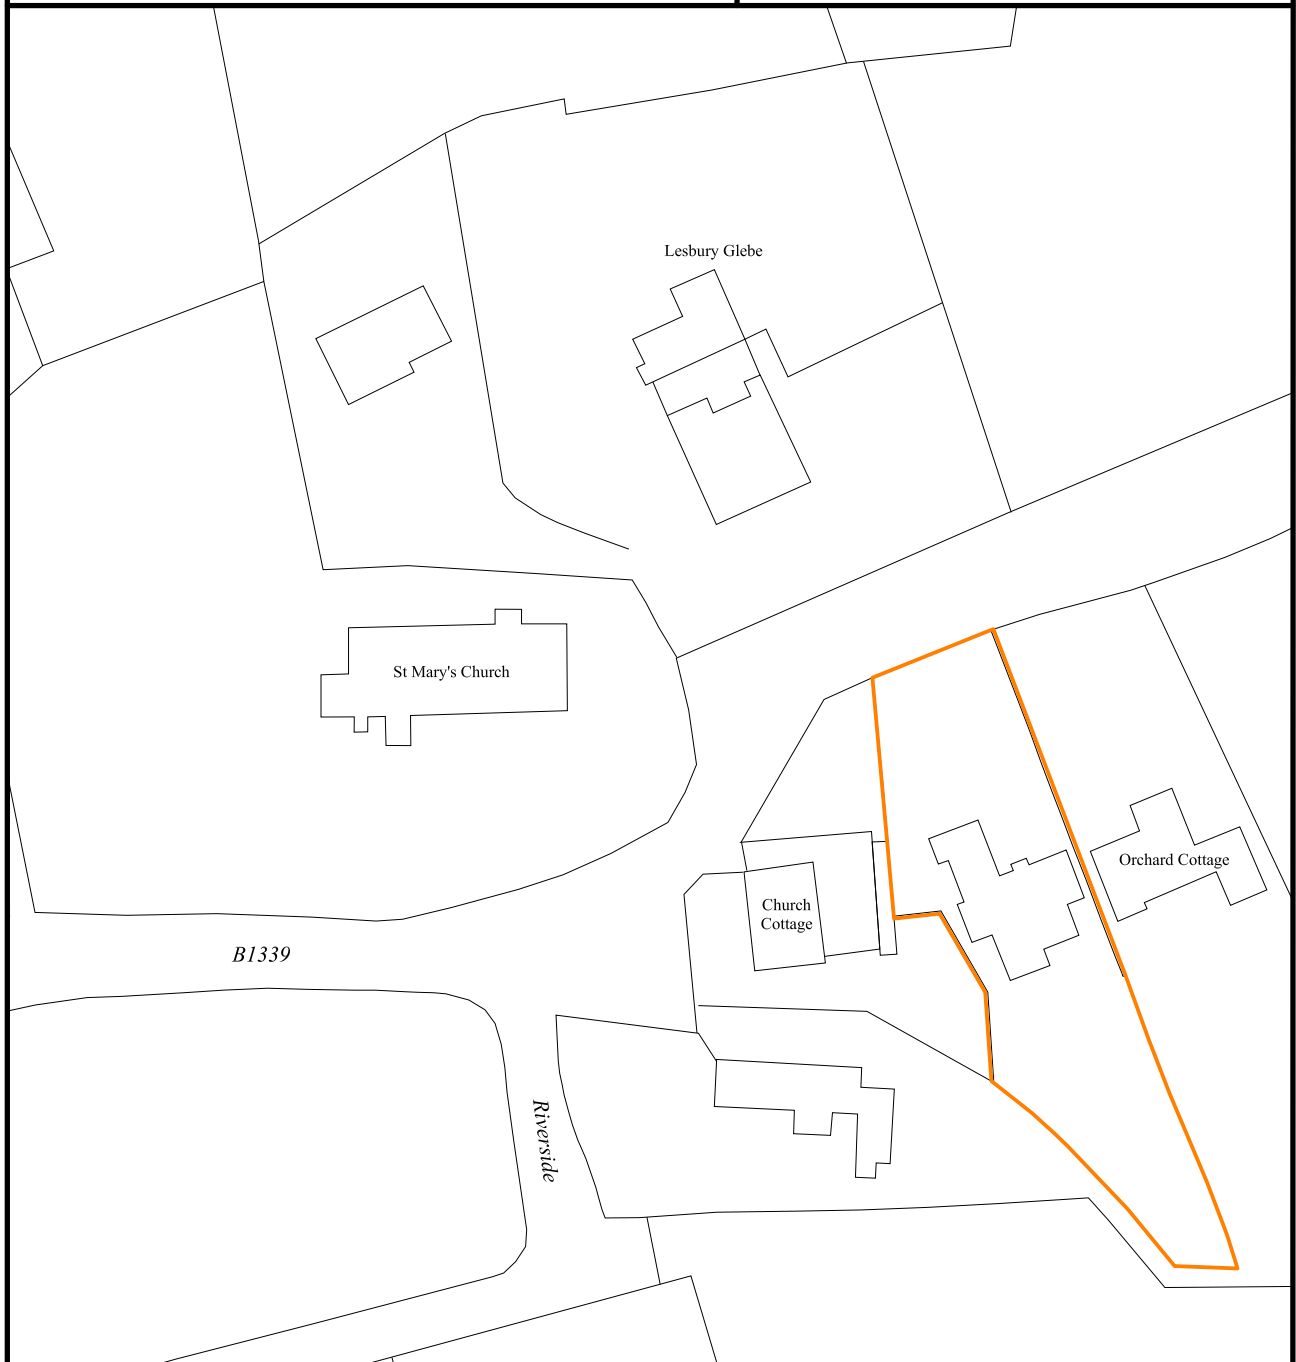 Lesbury Glebe
St Mary's Church
Orchard Cottage
Church
Cottage
B1339
Riverside